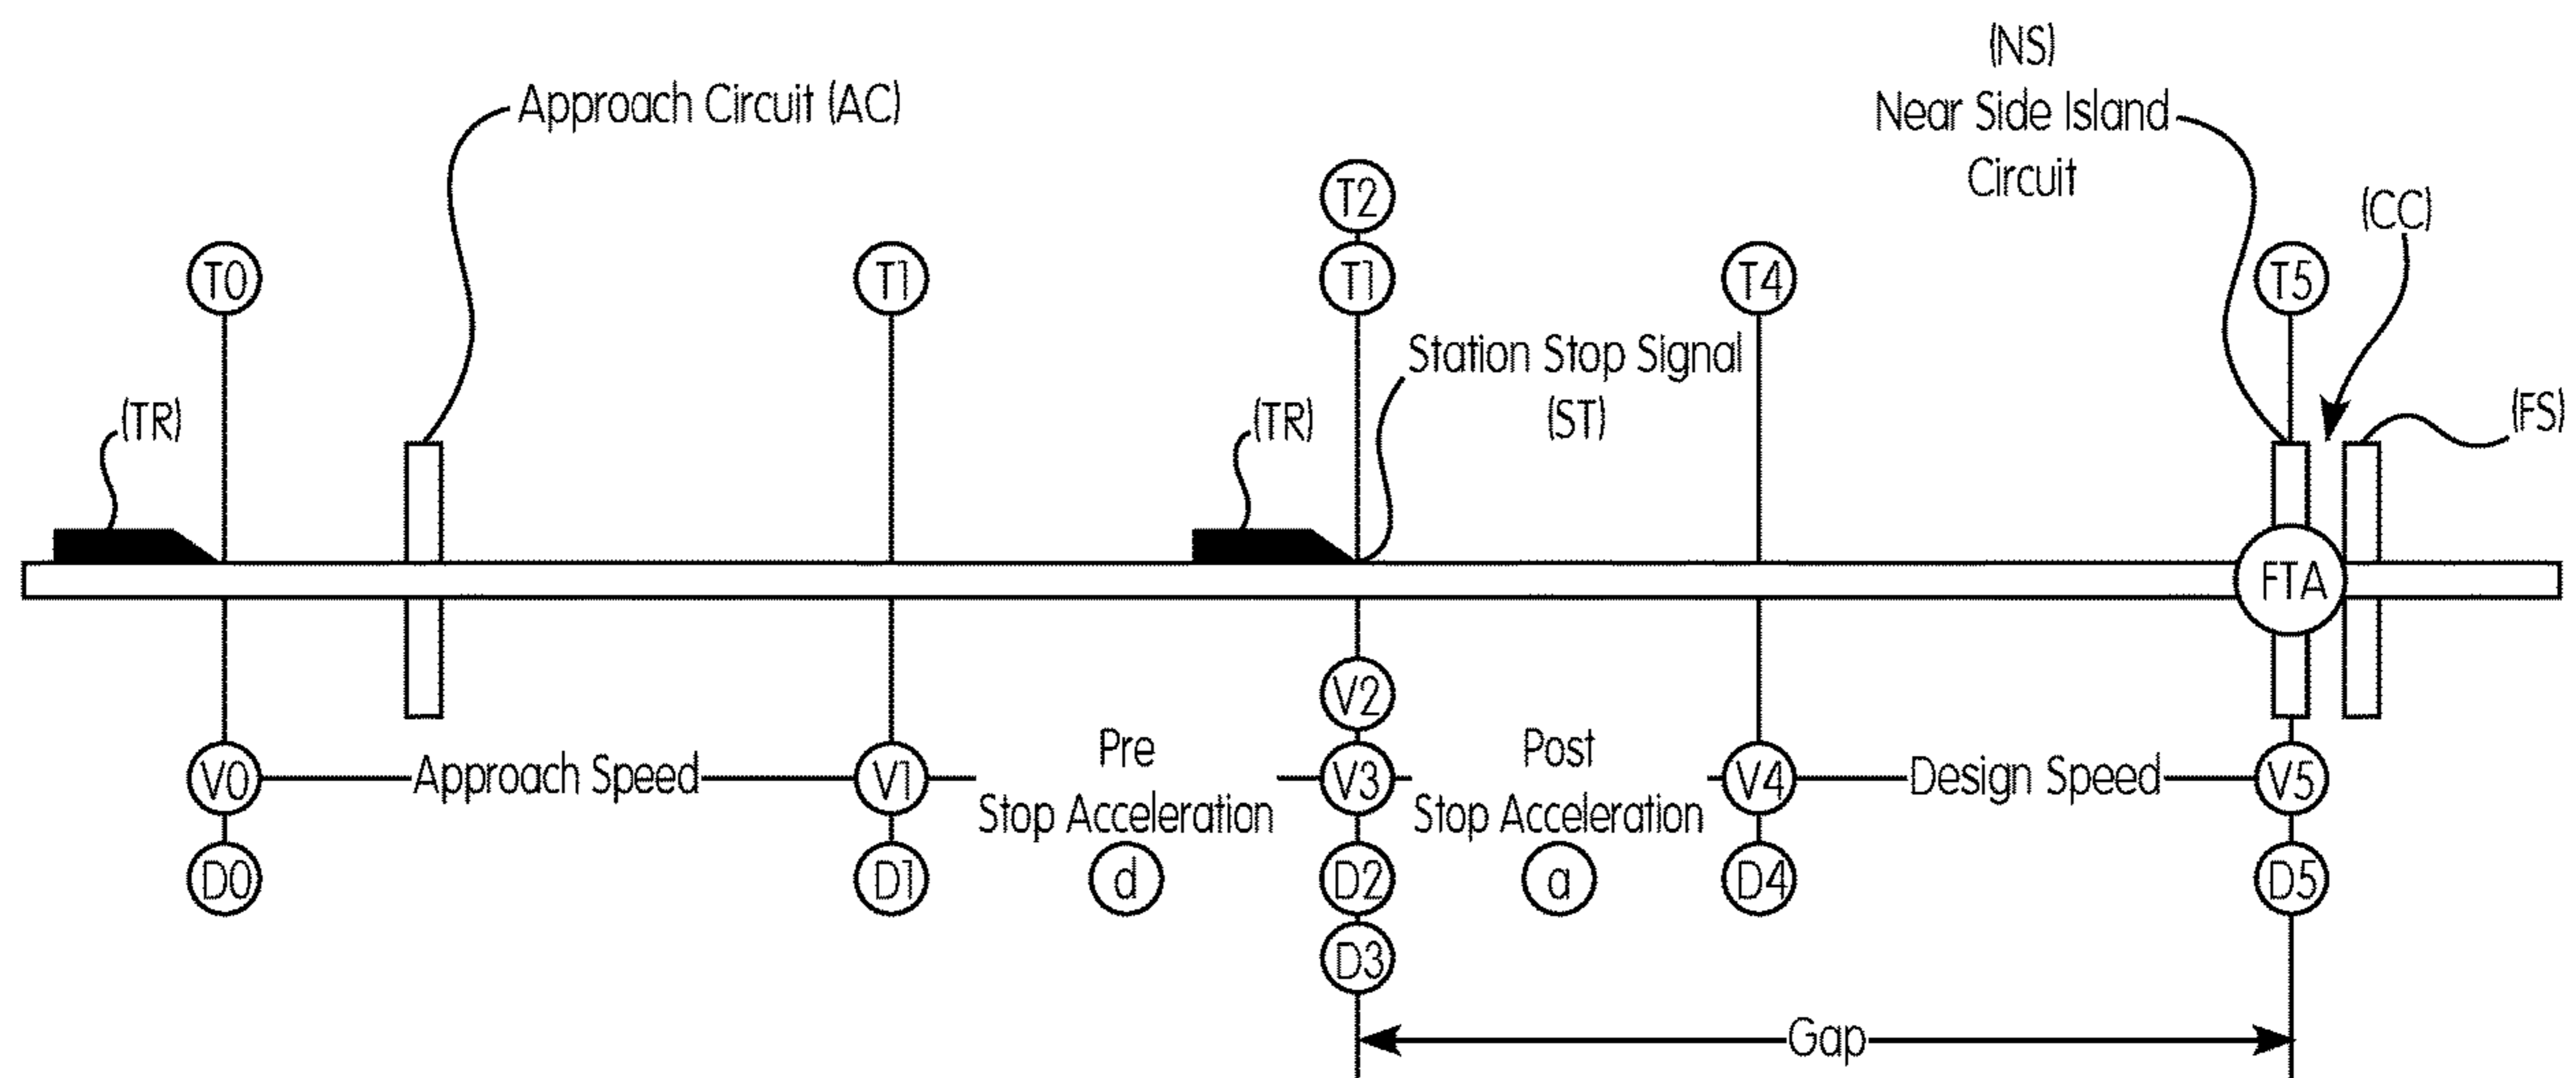 (NS)
Near Side Island
Circuit
Approach Circuit (AC)
(CC)
T2
T0
T1
T1
T4
T5
Station Stop Signal
(ST)
(TR)
(TR)
(FS)
FTA
V2
V0
Approach Speed
V1
Pre
Stop Acceleration
V3
Post
Stop Acceleration
V4
Design Speed
V5
D0
D1
d
D2
a
D4
D5
D3
Gap